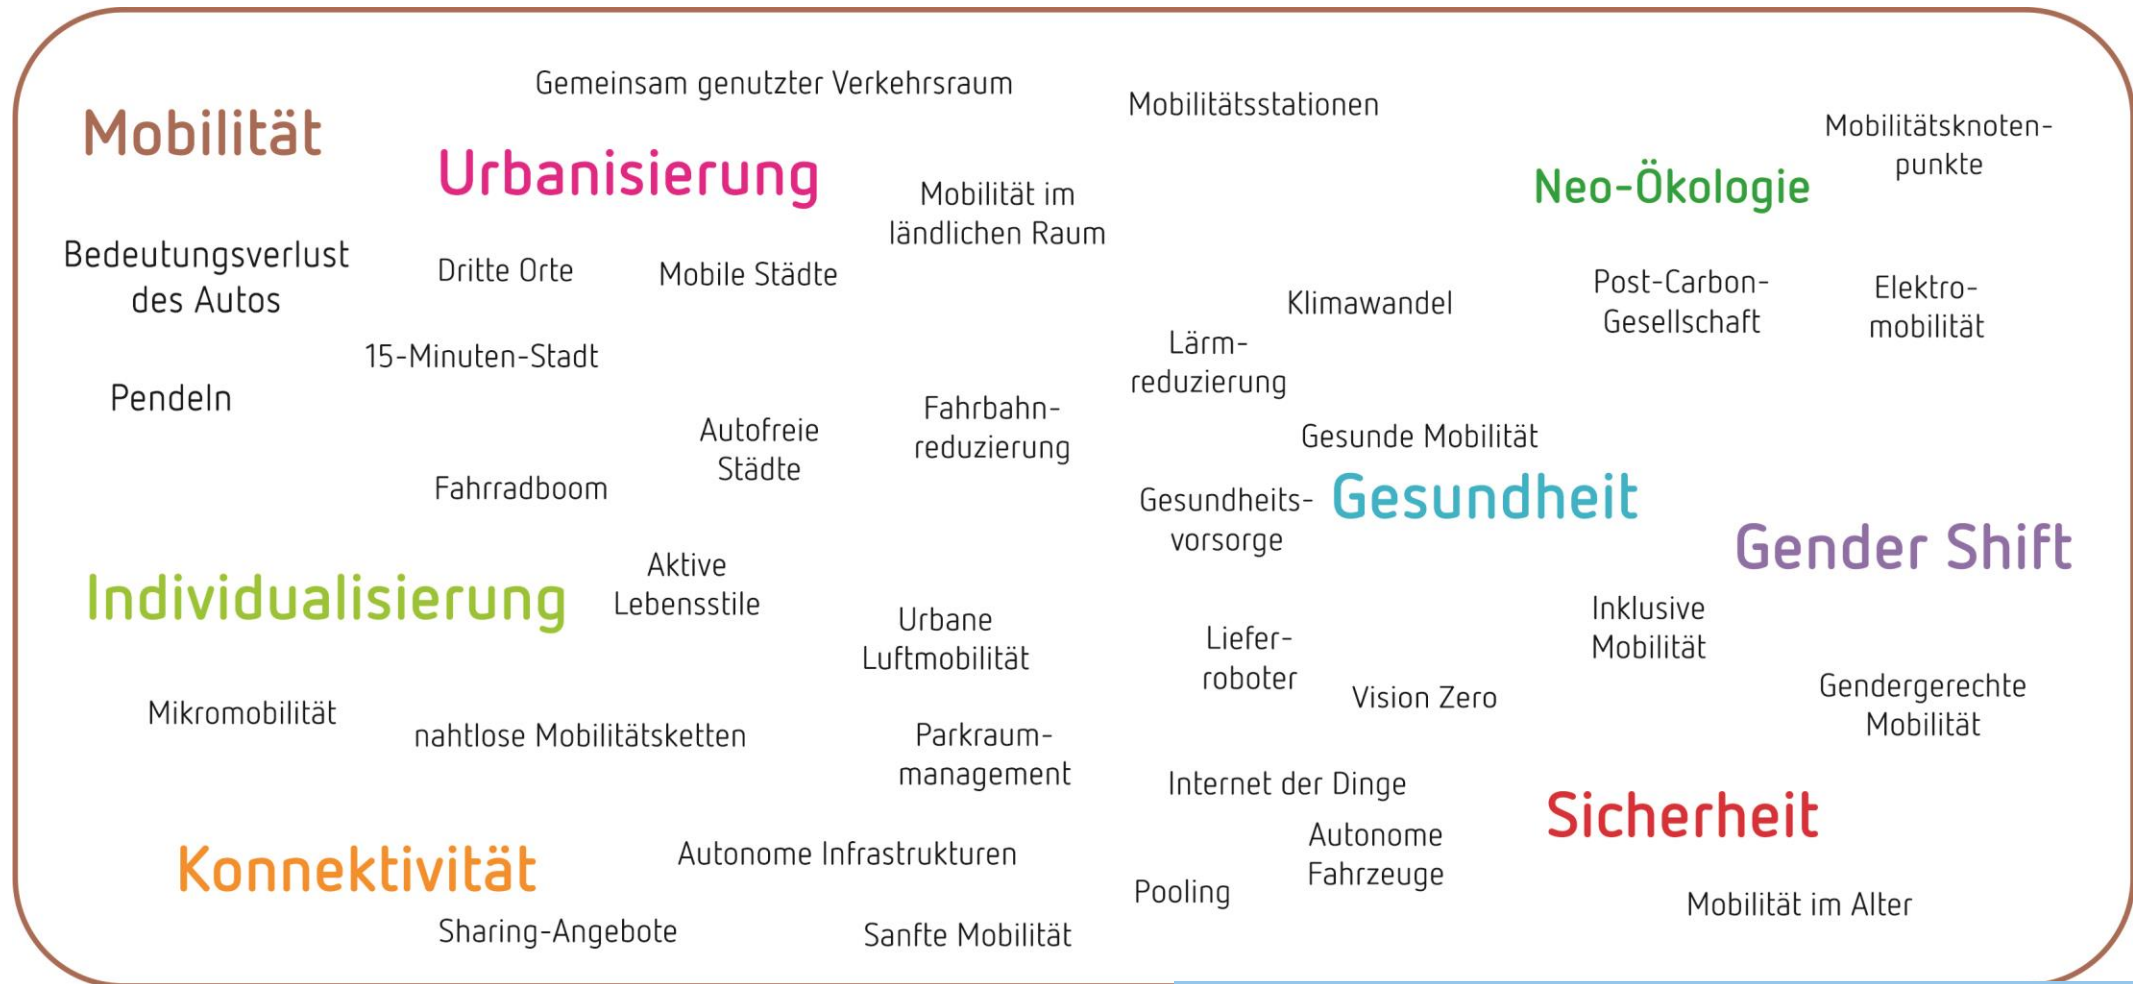 Gemeinsam genutzter Verkehrsraum
Mobilitätsstationen
Mobilität
Mobilitätsknoten-
punkte
Urbanisierung
Neo-Ökologie
Mobilität im
ländlichen Raum
Bedeutungsverlust
des Autos
Dritte Orte
Mobile Städte
Klimawandel
Post-Carbon-
Gesellschaft
Elektro-
mobilität
15-Minuten-Stadt
Lärm-
reduzierung
Pendeln
Autofreie
Städte
Fahrbahn-
reduzierung
Gesunde Mobilität
Fahrradboom
Gesundheits-
vorsorge
Gesundheit
Gender Shift
Individualisierung
Aktive
Lebensstile
Urbane
Luftmobilität
Liefer-
roboter
Inklusive
Mobilität
Vision Zero
Gendergerechte
Mobilität
Mikromobilität
nahtlose Mobilitätsketten
Parkraum-
management
Internet der Dinge
Sicherheit
Konnektivität
Autonome Infrastrukturen
Autonome
Fahrzeuge
Pooling
Mobilität im Alter
Sharing-Angebote
Sanfte Mobilität